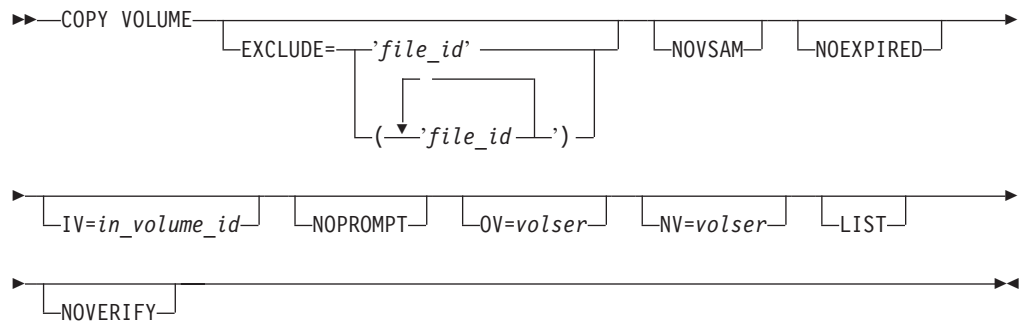 COPY VOLUME
EXCLUDE= 'file_id' NOVSAM NOEXPIRED
( 'file_id ')
IV=in_volume_id NOPROMPT OV=volser NV=volser LIST
NOVERIFY